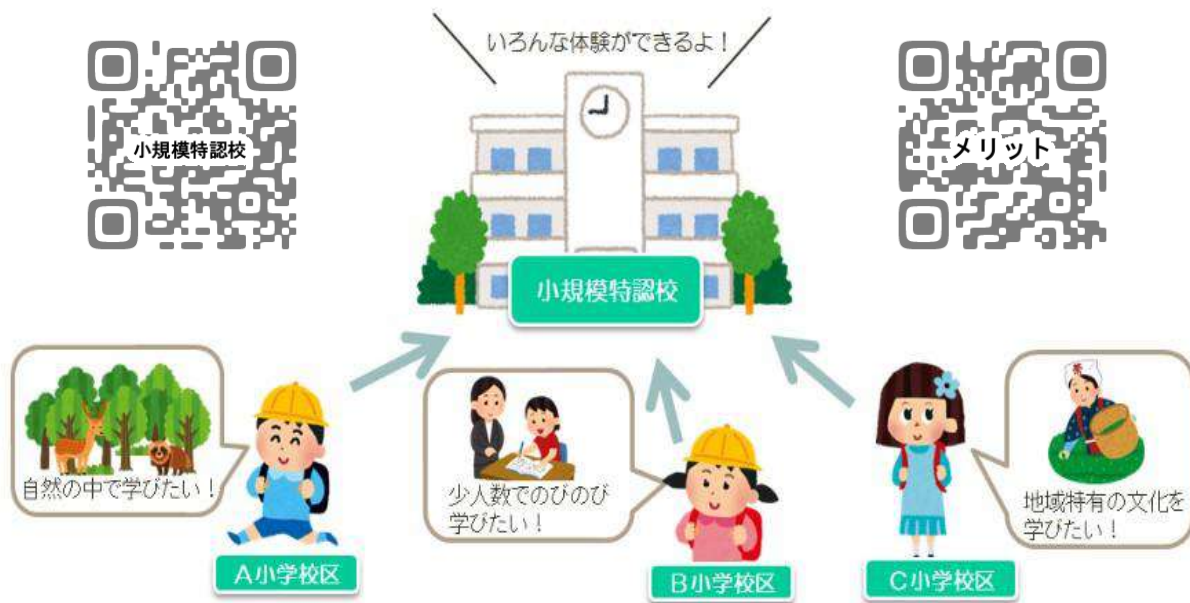 いろんな体験ができるよ！
小規模特認校
メリット
小規模特認校
自然の中で学びたい！
少人数でのびのび
学びたい！
地域特有の文化を
学びたい！
A小学校区
B小学校区
C小学校区